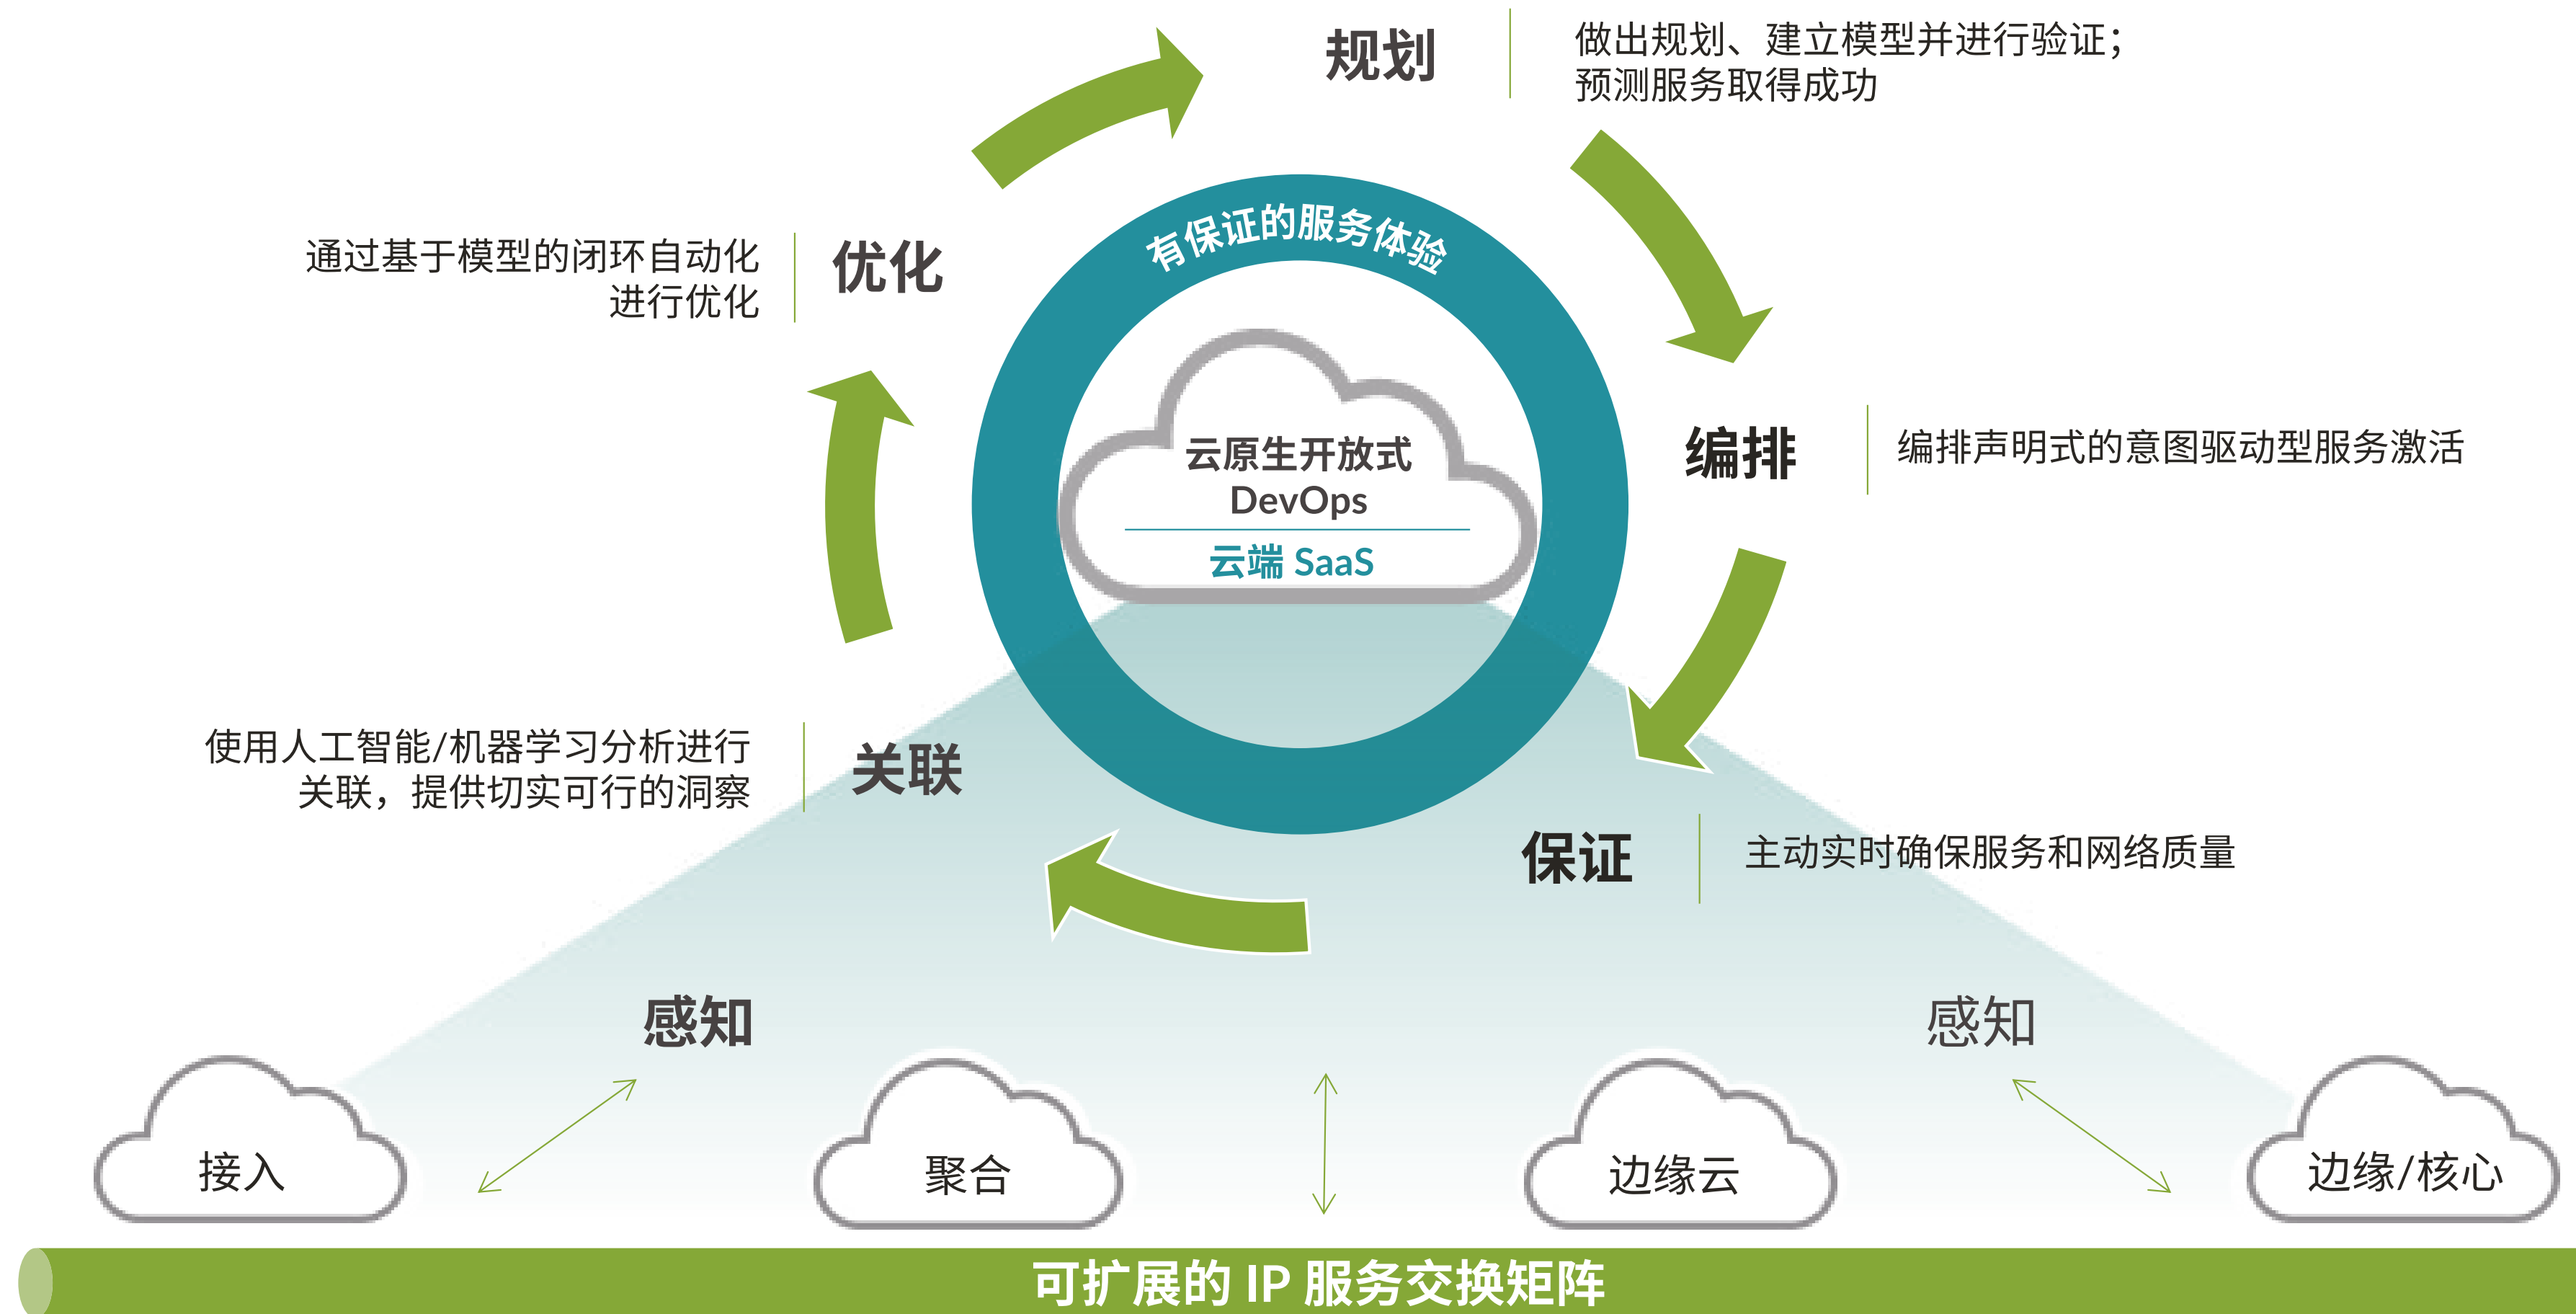 规划
做出规划、建立模型并进行验证；
预测服务取得成功
有保证的服务体验
通过基于模型的闭环自动化
进行优化
优化
云原生开放式
DevOps
云端 SaaS
编排
编排声明式的意图驱动型服务激活
使用人工智能/机器学习分析进行
关联，提供切实可行的洞察
关联
保证
主动实时确保服务和网络质量
感知
感知
接入
聚合
边缘云
边缘/核心
可扩展的 IP 服务交换矩阵